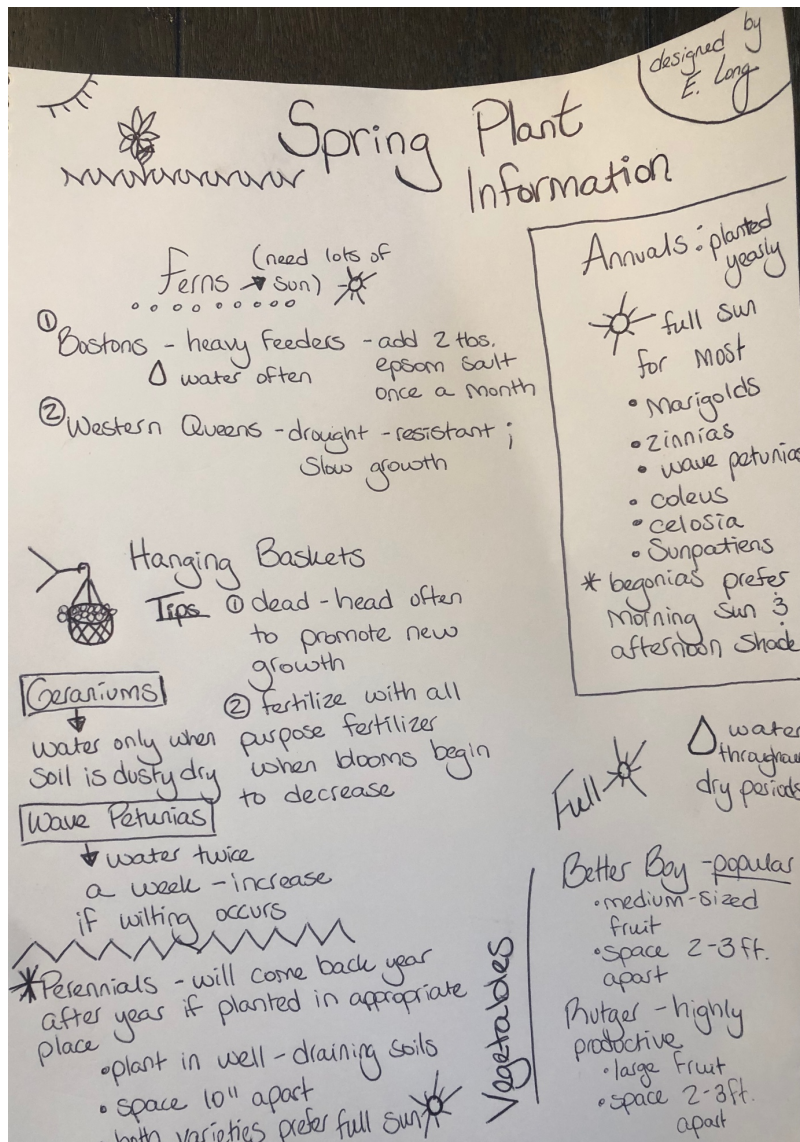 designed by
E. Long
Spring Plant
Information
Ferns → (need lots of
sun)
① Bostons - heavy feeders - add 2 tbs.
water often
epsom salt
once a month
② Western Queens - drought - resistant ;
Slow growth
Annuals : planted
yearly
full sun
for most
• Marigolds
• zinnias
• wave petunias
• coleus
• celosia
• Sunpatiens
* begonias prefer
Morning sun &
afternoon shade
Hanging Baskets
Tips
① dead - head often
to promote new
growth
② fertilize with all
purpose fertilizer
when blooms begin
to decrease
Geraniums
water only when
soil is dusty dry
Wave Petunias
water twice
a week - increase
if wilting occurs
* Perennials - will come back year
after year if planted in appropriate
place
• plant in well - draining soils
• space 10" apart
• both varieties prefer full sun
Full
water
dry periods
Vegetables
Better Boy - popular
• medium-sized
fruit
• space 2-3 ft.
apart
Rutger - highly
productive
• large fruit
• space 2-3 ft.
apart